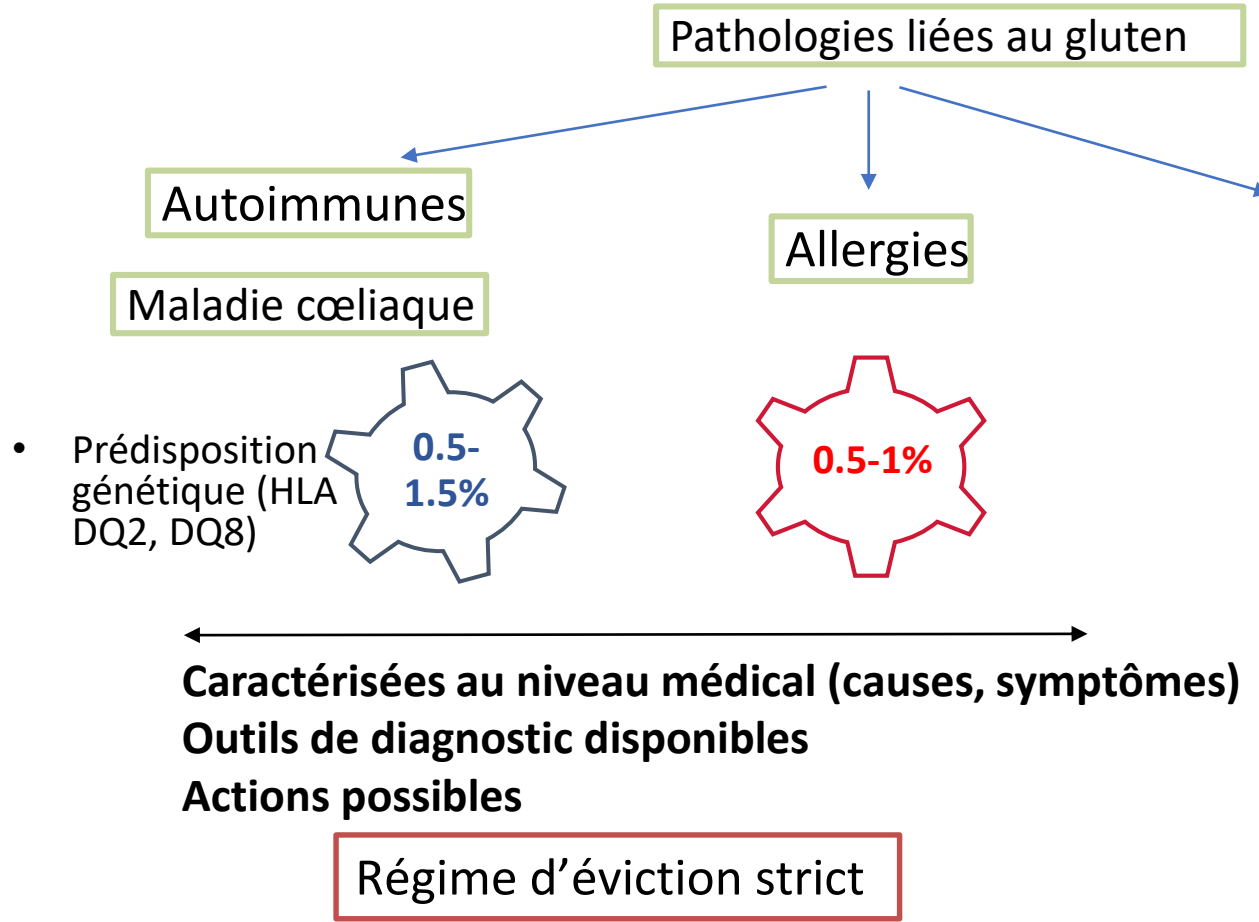 Pathologies liées au gluten
Autoimmunes
Allergies
Maladie cœliaque
• Prédisposition
génétique (HLA
DQ2, DQ8)
0.5-
1.5%
0.5-1%
Caractérisées au niveau médical (causes, symptômes)
Outils de diagnostic disponibles
Actions possibles
Régime d’éviction strict